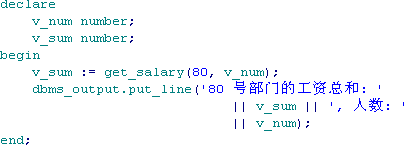 declare
    v_num number;
    v_sum number;
begin
    v_sum := get_salary(80, v_num);
    dbms_output.put_line('80 号部门的工资总和: '
                         || v_sum || ', 人数: '
                         || v_num);
end;